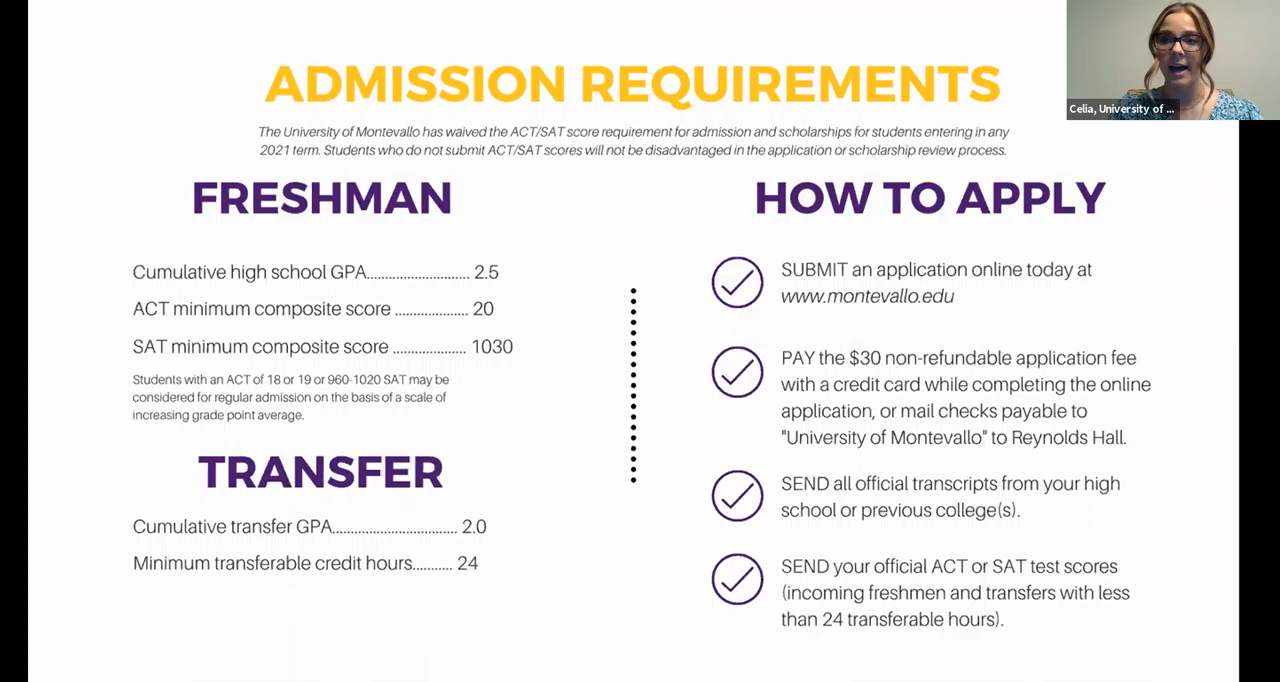 ADMISSION REQUIREMENTS
The University of Montevallo has waived the ACT/SAT score requirement for admission and scholarships for students entering in any
2021 term. Students who do not submit ACT/SAT scores will not be disadvantaged in the application or scholarship review process.
FRESHMAN
Cumulative high school GPA............................ 2.5
ACT minimum composite score .................... 20
SAT minimum composite score .................... 1030
Students with an ACT of 18 or 19 or 960-1020 SAT may be
considered for regular admission on the basis of a scale of
increasing grade point average.
TRANSFER
Cumulative transfer GPA.................................. 2.0
Minimum transferable credit hours........... 24
HOW TO APPLY
SUBMIT an application online today at
www.montevallo.edu
PAY the $30 non-refundable application fee
with a credit card while completing the online
application, or mail checks payable to
"University of Montevallo" to Reynolds Hall.
SEND all official transcripts from your high
school or previous college(s).
SEND your official ACT or SAT test scores
(incoming freshmen and transfers with less
than 24 transferable hours).
Celia, University of ...